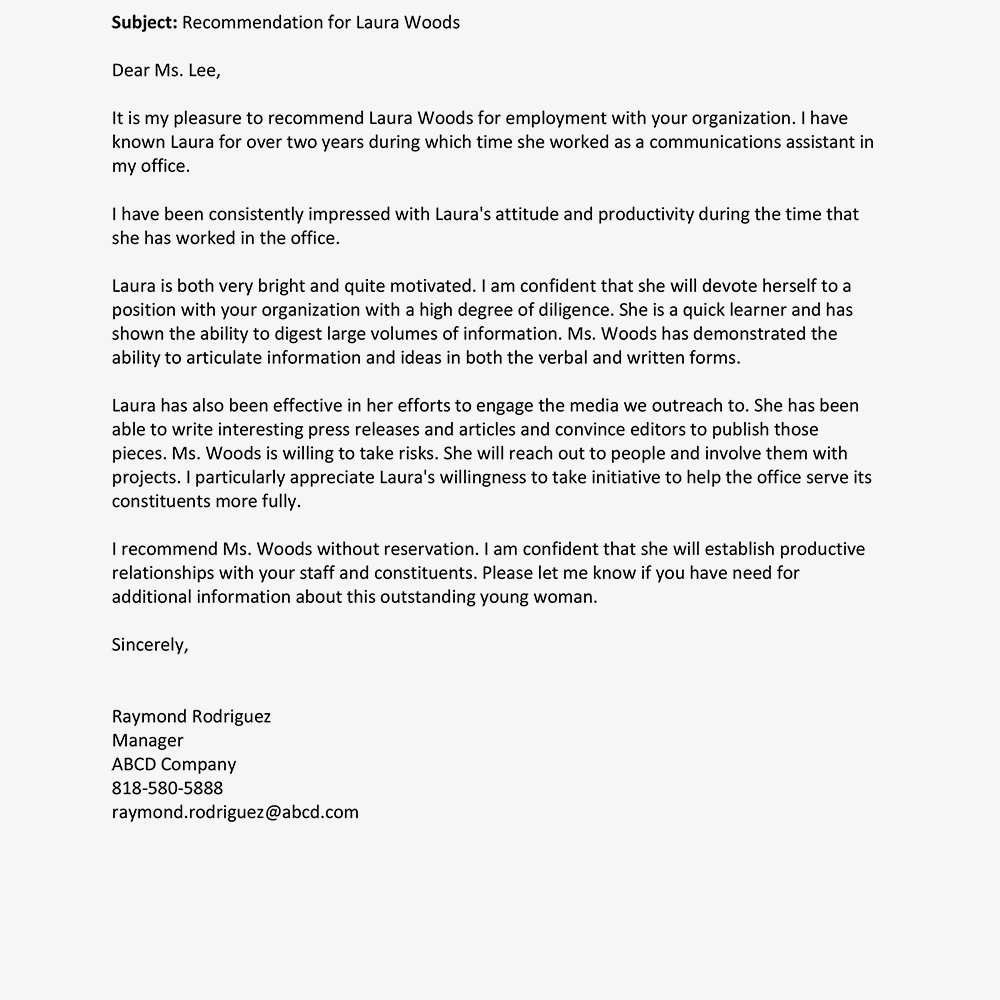 Subject: Recommendation for Laura Woods
Dear Ms. Lee,
It is my pleasure to recommend Laura Woods for employment with your organization. I have
known Laura for over two years during which time she worked as a communications assistant in
my office.
I have been consistently impressed with Laura's attitude and productivity during the time that
she has worked in the office.
Laura is both very bright and quite motivated. I am confident that she will devote herself to a
position with your organization with a high degree of diligence. She is a quick learner and has
shown the ability to digest large volumes of information. Ms. Woods has demonstrated the
ability to articulate information and ideas in both the verbal and written forms.
Laura has also been effective in her efforts to engage the media we outreach to. She has been
able to write interesting press releases and articles and convince editors to publish those
pieces. Ms. Woods is willing to take risks. She will reach out to people and involve them with
projects. I particularly appreciate Laura's willingness to take initiative to help the office serve its
constituents more fully.
I recommend Ms. Woods without reservation. I am confident that she will establish productive
relationships with your staff and constituents. Please let me know if you have need for
additional information about this outstanding young woman.
Sincerely,
Raymond Rodriguez
Manager
ABCD Company
818-580-5888
raymond.rodriguez@abcd.com